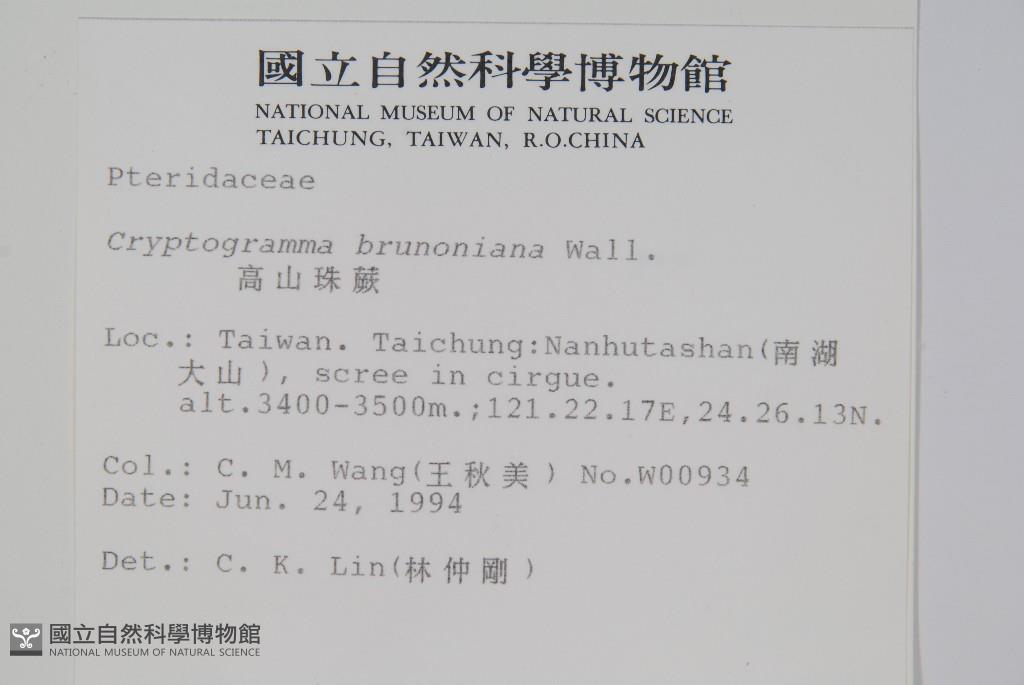 國立自然科學博物館
NATIONAL MUSEUM OF NATURAL SCIENCE
TAICHUNG, TAIWAN, R.O.CHINA
Pteridaceae
Cryptogramma brunoniana Wall.
高山珠蕨
Loc.: Taiwan. Taichung:Nanhutashan(南湖
大山), scree in cirgue.
alt.3400-3500m.;121.22.17E,24.26.13N.
Col.: C. M. Wang(王秋美) No.W00934
Date: Jun. 24, 1994
Det.: C. K. Lin(林仲剛)
國立自然科學博物館
NATIONAL MUSEUM OF NATURAL SCIENCE